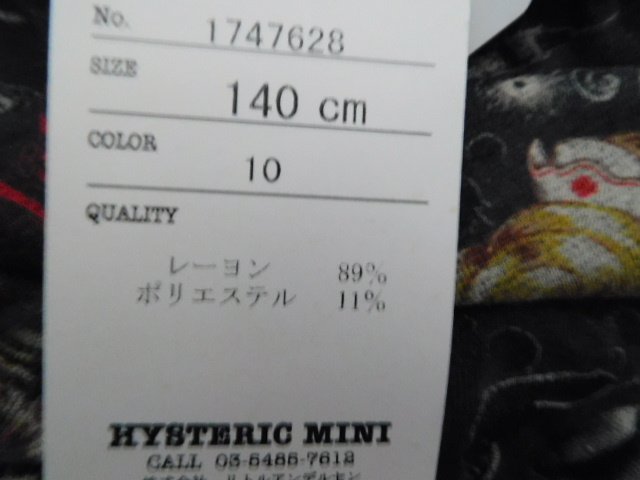 No. 1747628
SIZE
140 cm
COLOR
10
QUALITY
レーヨン 89%
ポリエステル 11%
HYSTERIC MINI
CALL 03-5465-7612